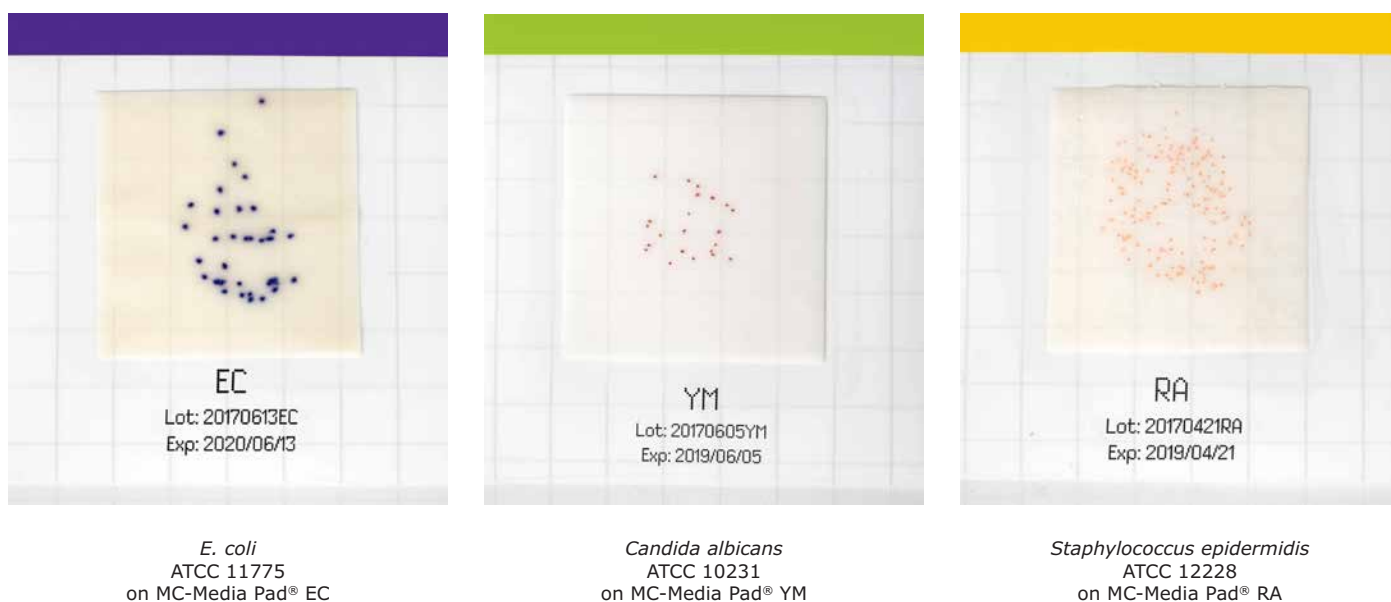 EC
Lot: 20170613EC
Exp: 2020/06/13
E. coli
ATCC 11775
on MC-Media Pad® EC
YM
Lot: 20170605YM
Exp: 2019/06/05
Candida albicans
ATCC 10231
on MC-Media Pad® YM
RA
Lot: 20170421RA
Exp: 2019/04/21
Staphylococcus epidermidis
ATCC 12228
on MC-Media Pad® RA